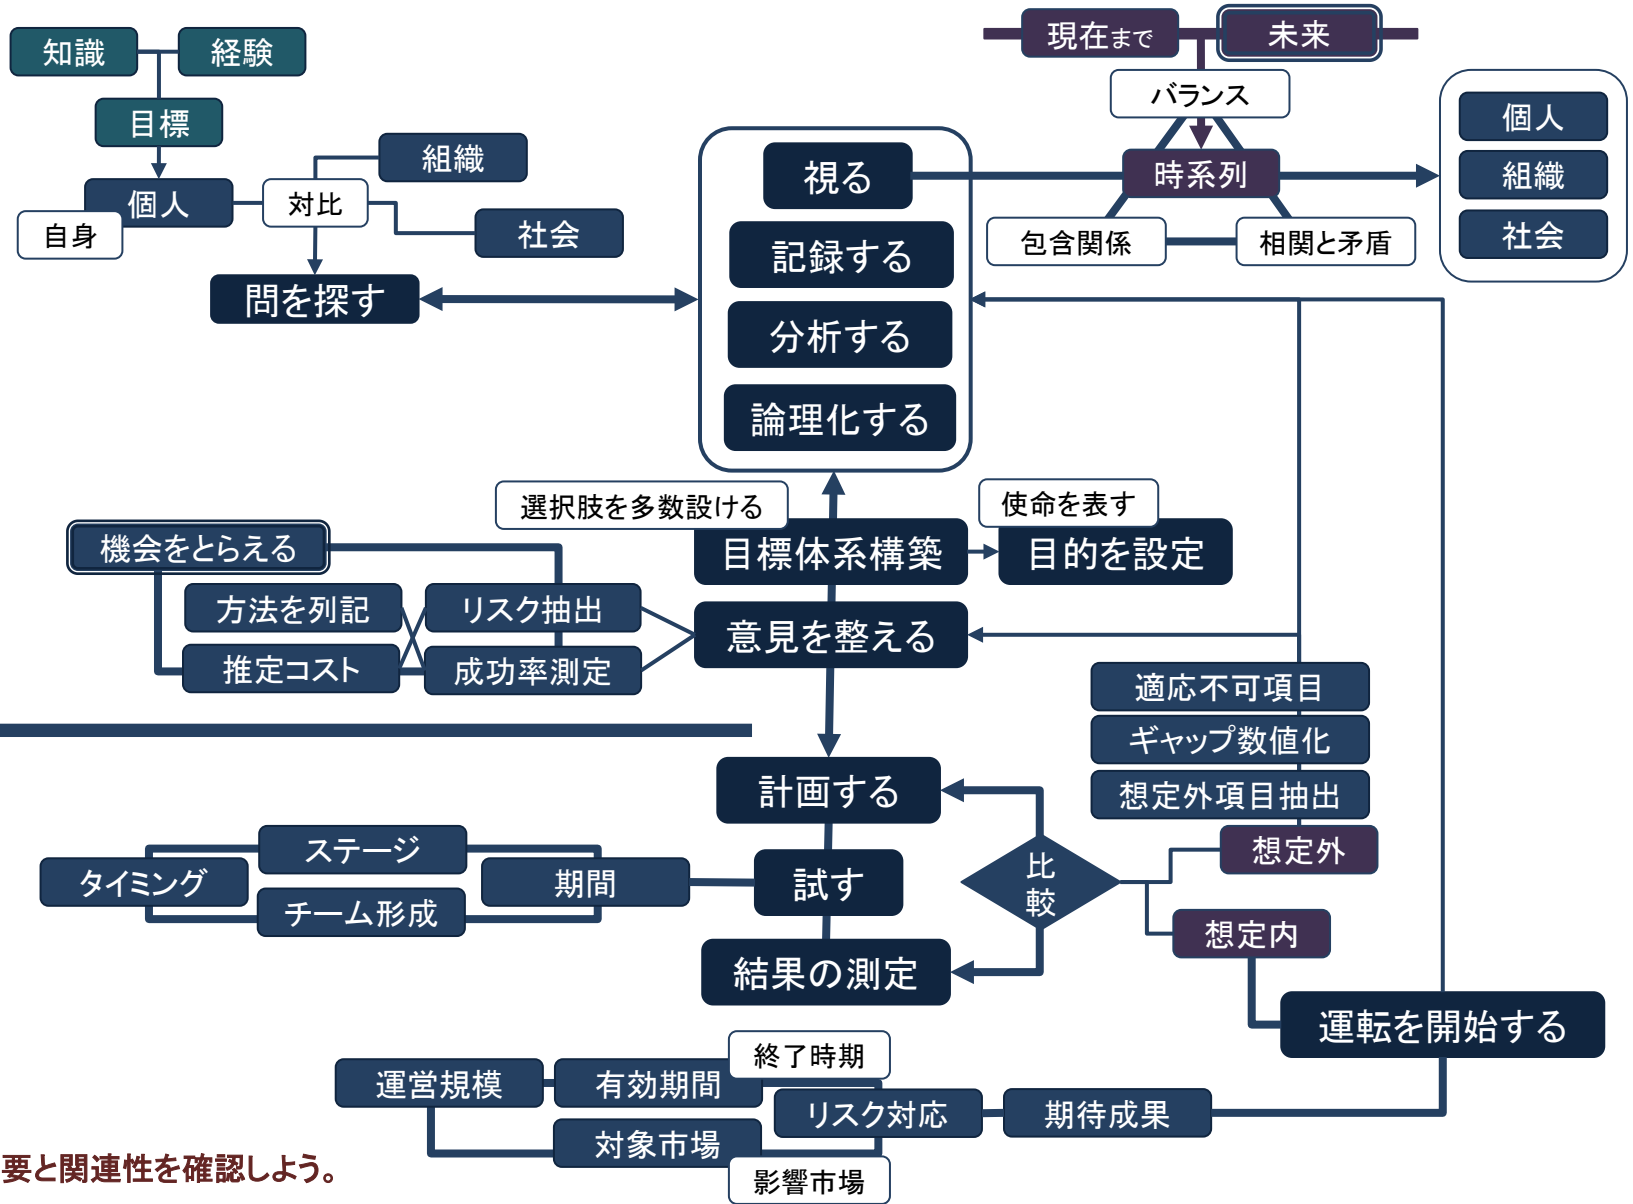 知識
経験
目標
個人
自身
対比
組織
社会
問を探す
視る
記録する
分析する
論理化する
現在まで
未来
バランス
時系列
包含関係
相関と矛盾
個人
組織
社会
選択肢を多数設ける
使命を表す
目標体系構築
目的を設定
意見を整える
機会をとらえる
方法を列記
リスク抽出
推定コスト
成功率測定
適応不可項目
ギャップ数値化
想定外項目抽出
想定外
想定内
計画する
試す
結果の測定
比
較
ステージ
タイミング
期間
チーム形成
運転を開始する
終了時期
運営規模
有効期間
リスク対応
期待成果
対象市場
影響市場
要と関連性を確認しよう。